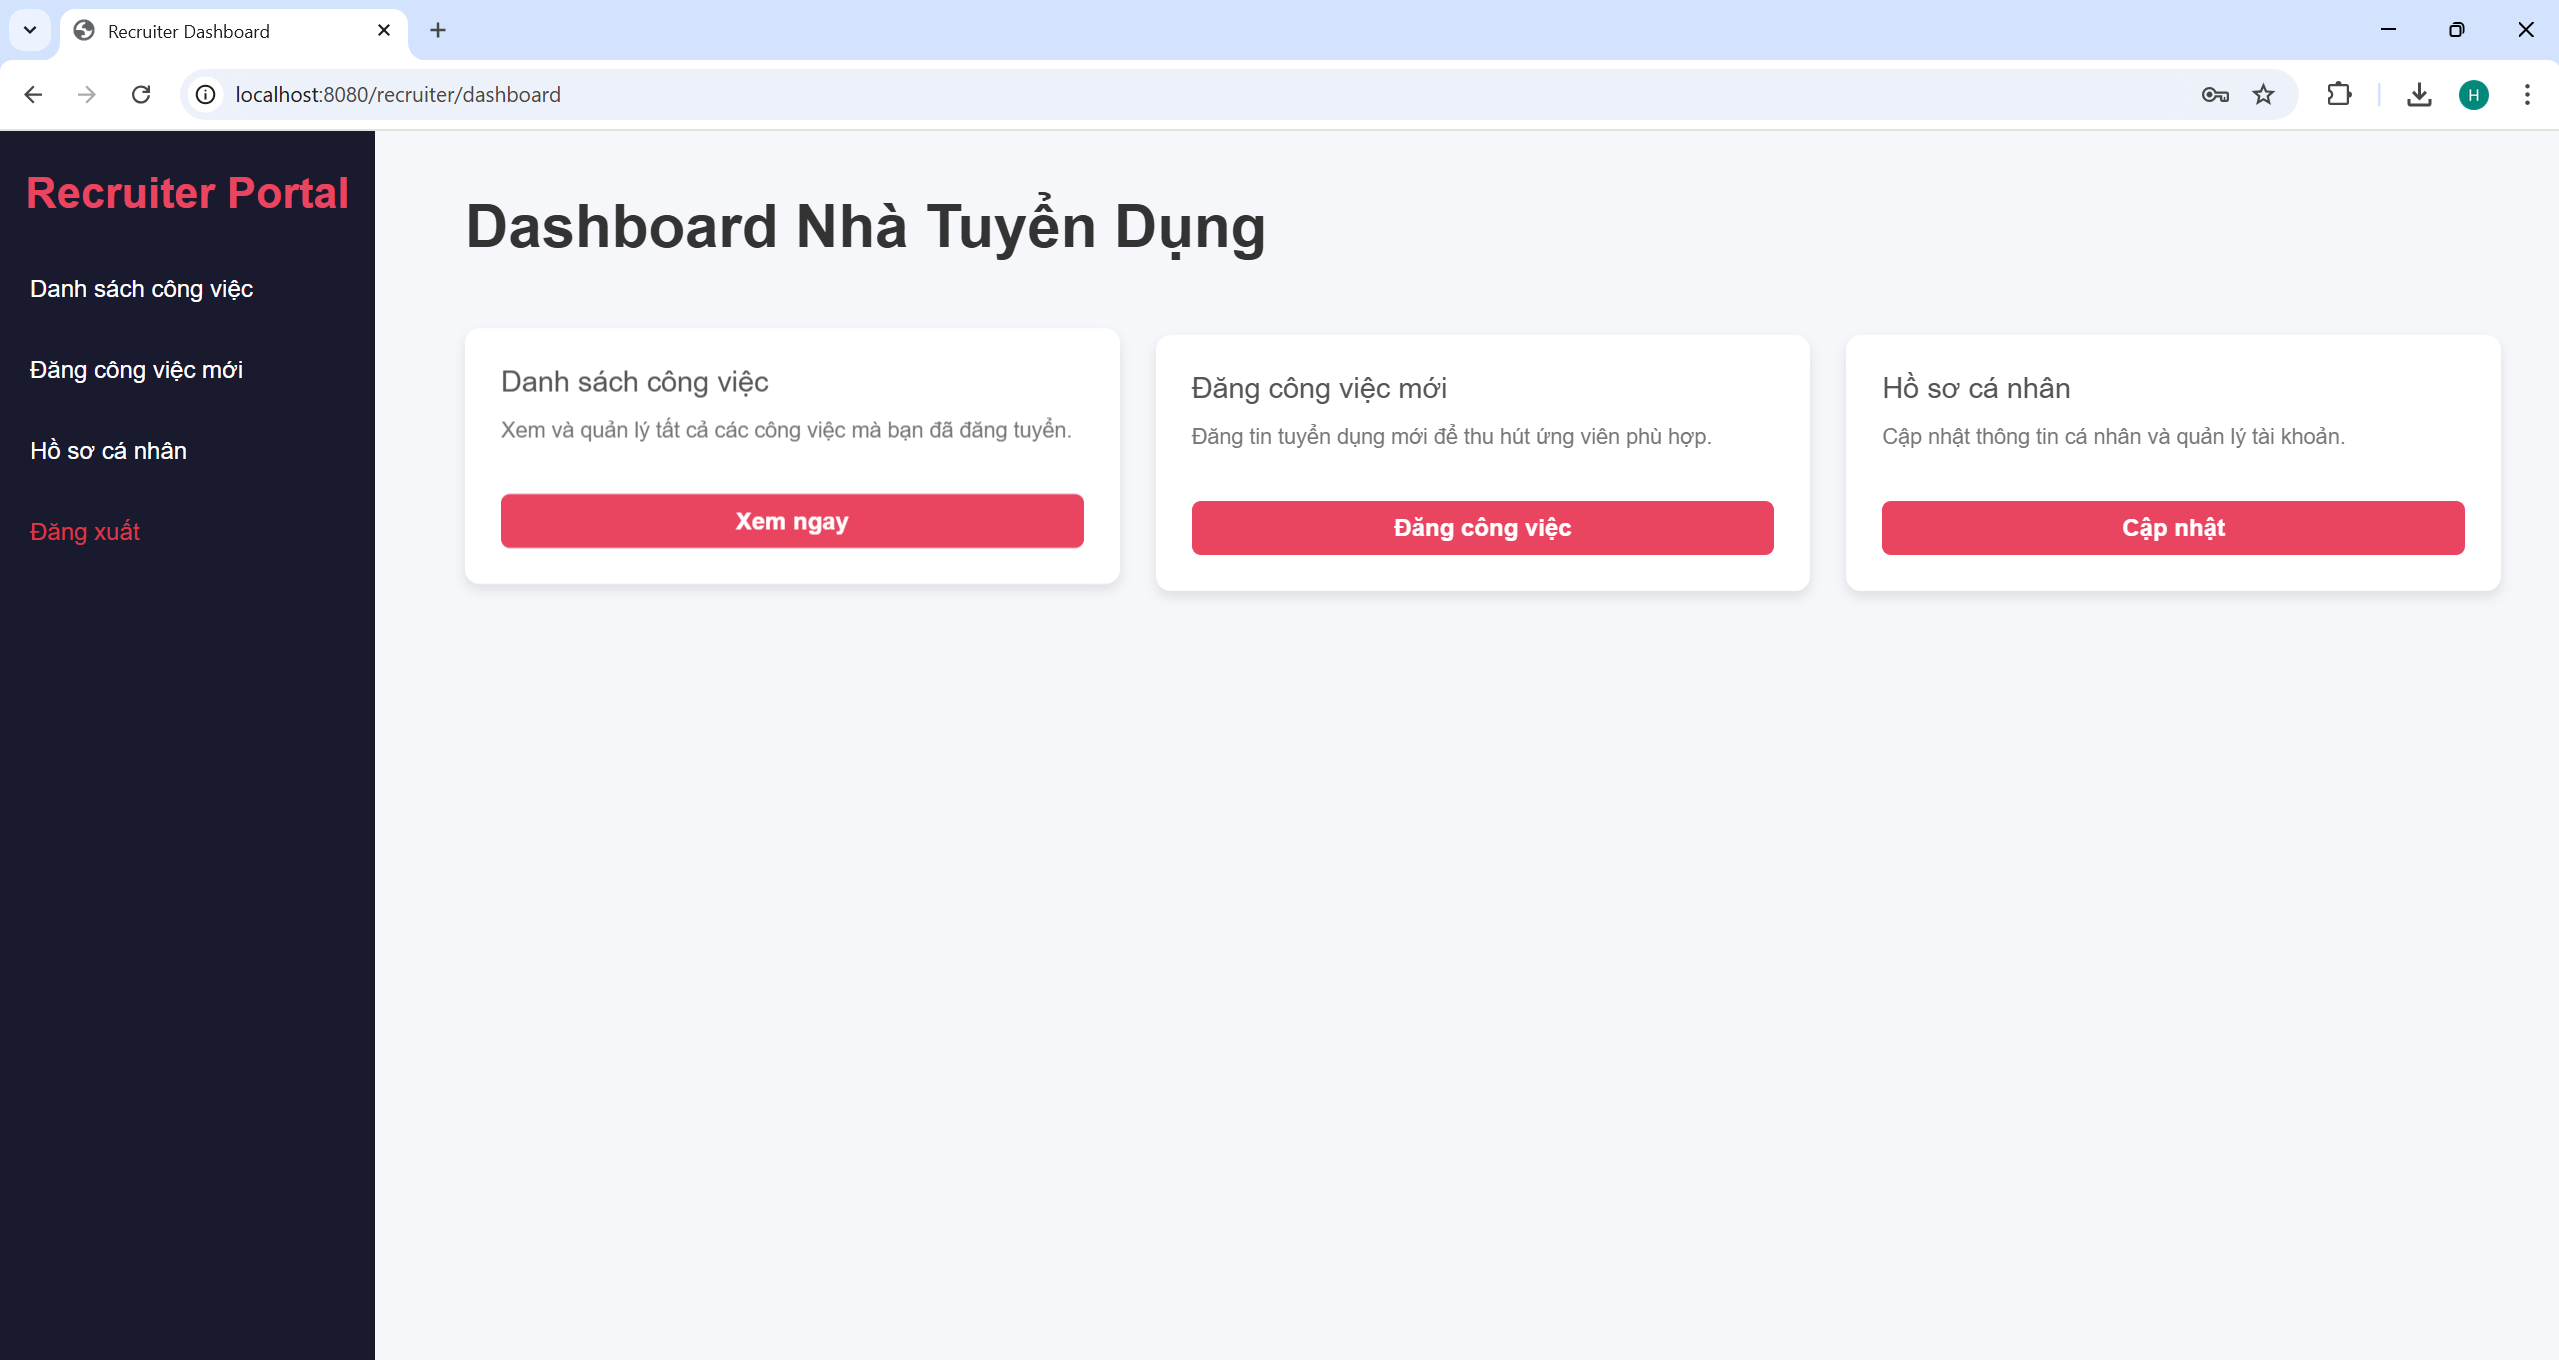 Recruiter Dashboard
localhost:8080/recruiter/dashboard
H
Recruiter Portal
Danh sách công việc
Đăng công việc mới
Hồ sơ cá nhân
Đăng xuất
Dashboard Nhà Tuyển Dụng
Danh sách công việc
Xem và quản lý tất cả các công việc mà bạn đã đăng tuyển.
Xem ngay
Đăng công việc mới
Đăng tin tuyển dụng mới để thu hút ứng viên phù hợp.
Đăng công việc
Hồ sơ cá nhân
Cập nhật thông tin cá nhân và quản lý tài khoản.
Cập nhật